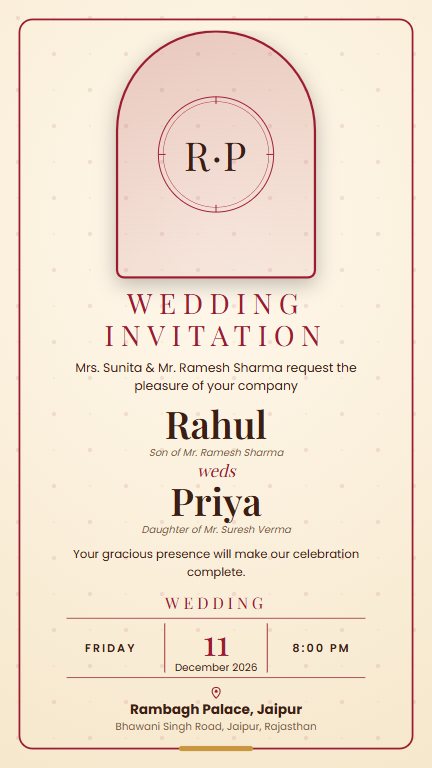 R·P
WEDDING
INVITATION
Mrs. Sunita & Mr. Ramesh Sharma request the
pleasure of your company
Rahul
Son of Mr. Ramesh Sharma
weds
Priya
Daughter of Mr. Suresh Verma
Your gracious presence will make our celebration
complete.
WEDDING
FRIDAY
11
December 2026
8:00 PM
Rambagh Palace, Jaipur
Bhawani Singh Road, Jaipur, Rajasthan